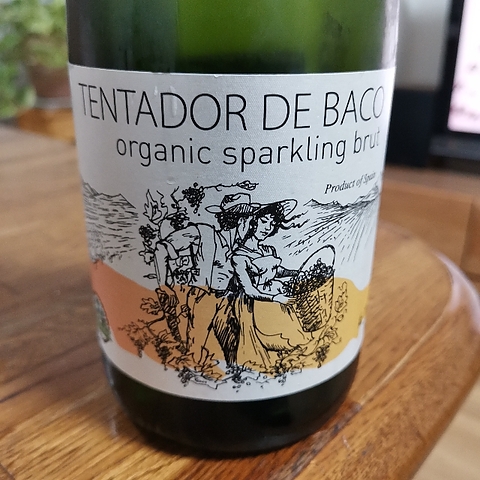 TENTADOR DE BACO
organic sparkling brut
Product of Spain